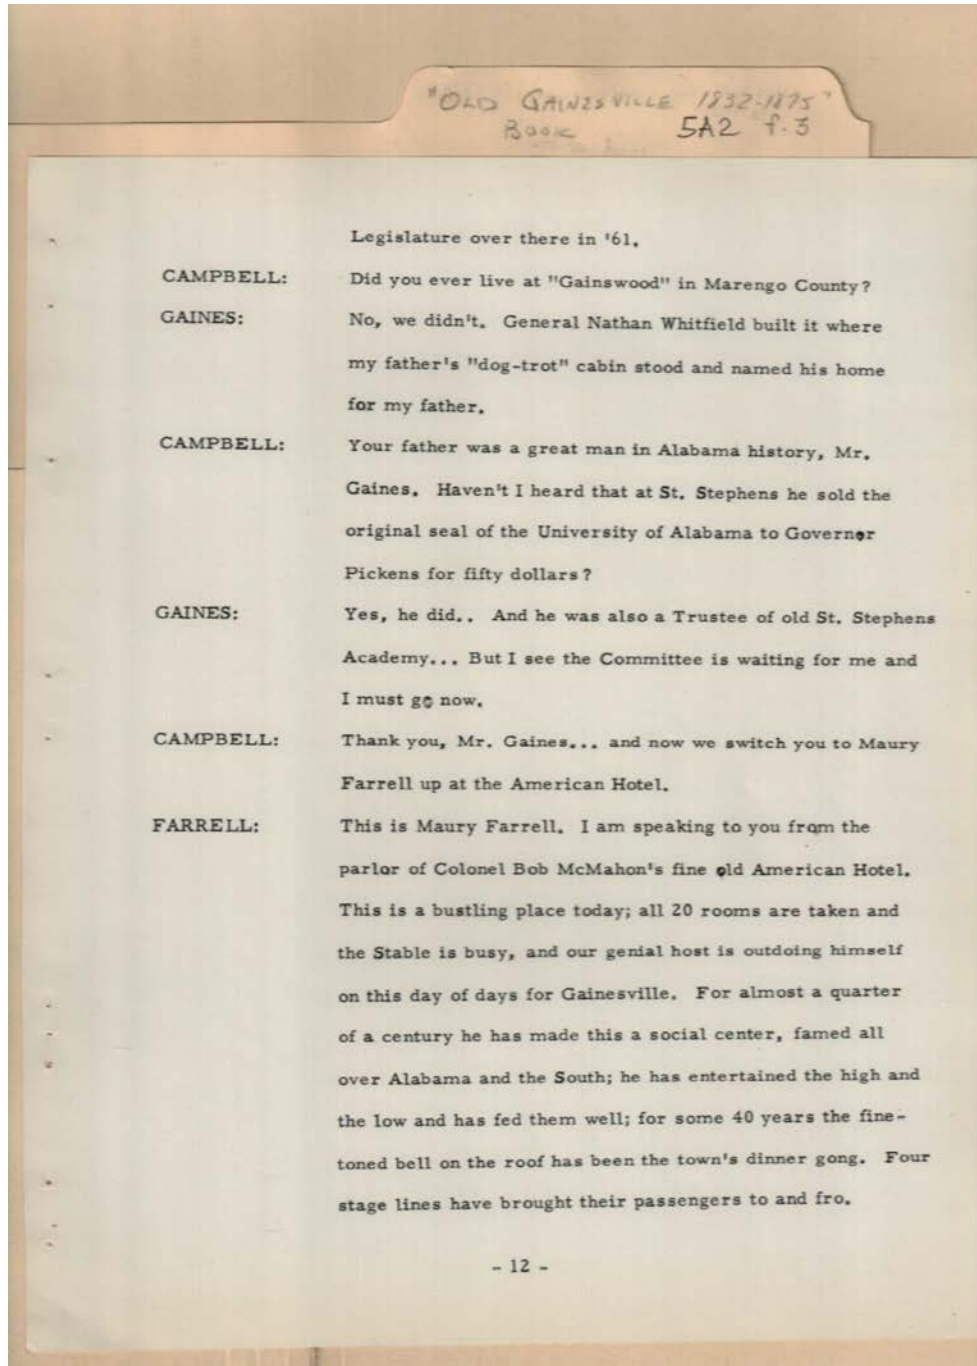 "OLD GAINESVILLE 1832-1875"
BOOK 5A2 f.3
Legislature over there in '61.
CAMPBELL: Did you ever live at "Gainswood" in Marengo County?
GAINES: No, we didn't. General Nathan Whitfield built it where
my father's "dog-trot" cabin stood and named his home
for my father.
CAMPBELL: Your father was a great man in Alabama history, Mr.
Gaines. Haven't I heard that at St. Stephens he sold the
original seal of the University of Alabama to Governor
Pickens for fifty dollars?
GAINES: Yes, he did.. And he was also a Trustee of old St. Stephens
Academy... But I see the Committee is waiting for me and
I must go now.
CAMPBELL: Thank you, Mr. Gaines... and now we switch you to Maury
Farrell up at the American Hotel.
FARRELL: This is Maury Farrell. I am speaking to you from the
parlor of Colonel Bob McMahon's fine old American Hotel.
This is a bustling place today; all 20 rooms are taken and
the Stable is busy, and our genial host is outdoing himself
on this day of days for Gainesville. For almost a quarter
of a century he has made this a social center, famed all
over Alabama and the South; he has entertained the high and
the low and has fed them well; for some 40 years the fine-
toned bell on the roof has been the town's dinner gong. Four
stage lines have brought their passengers to and fro.
- 12 -